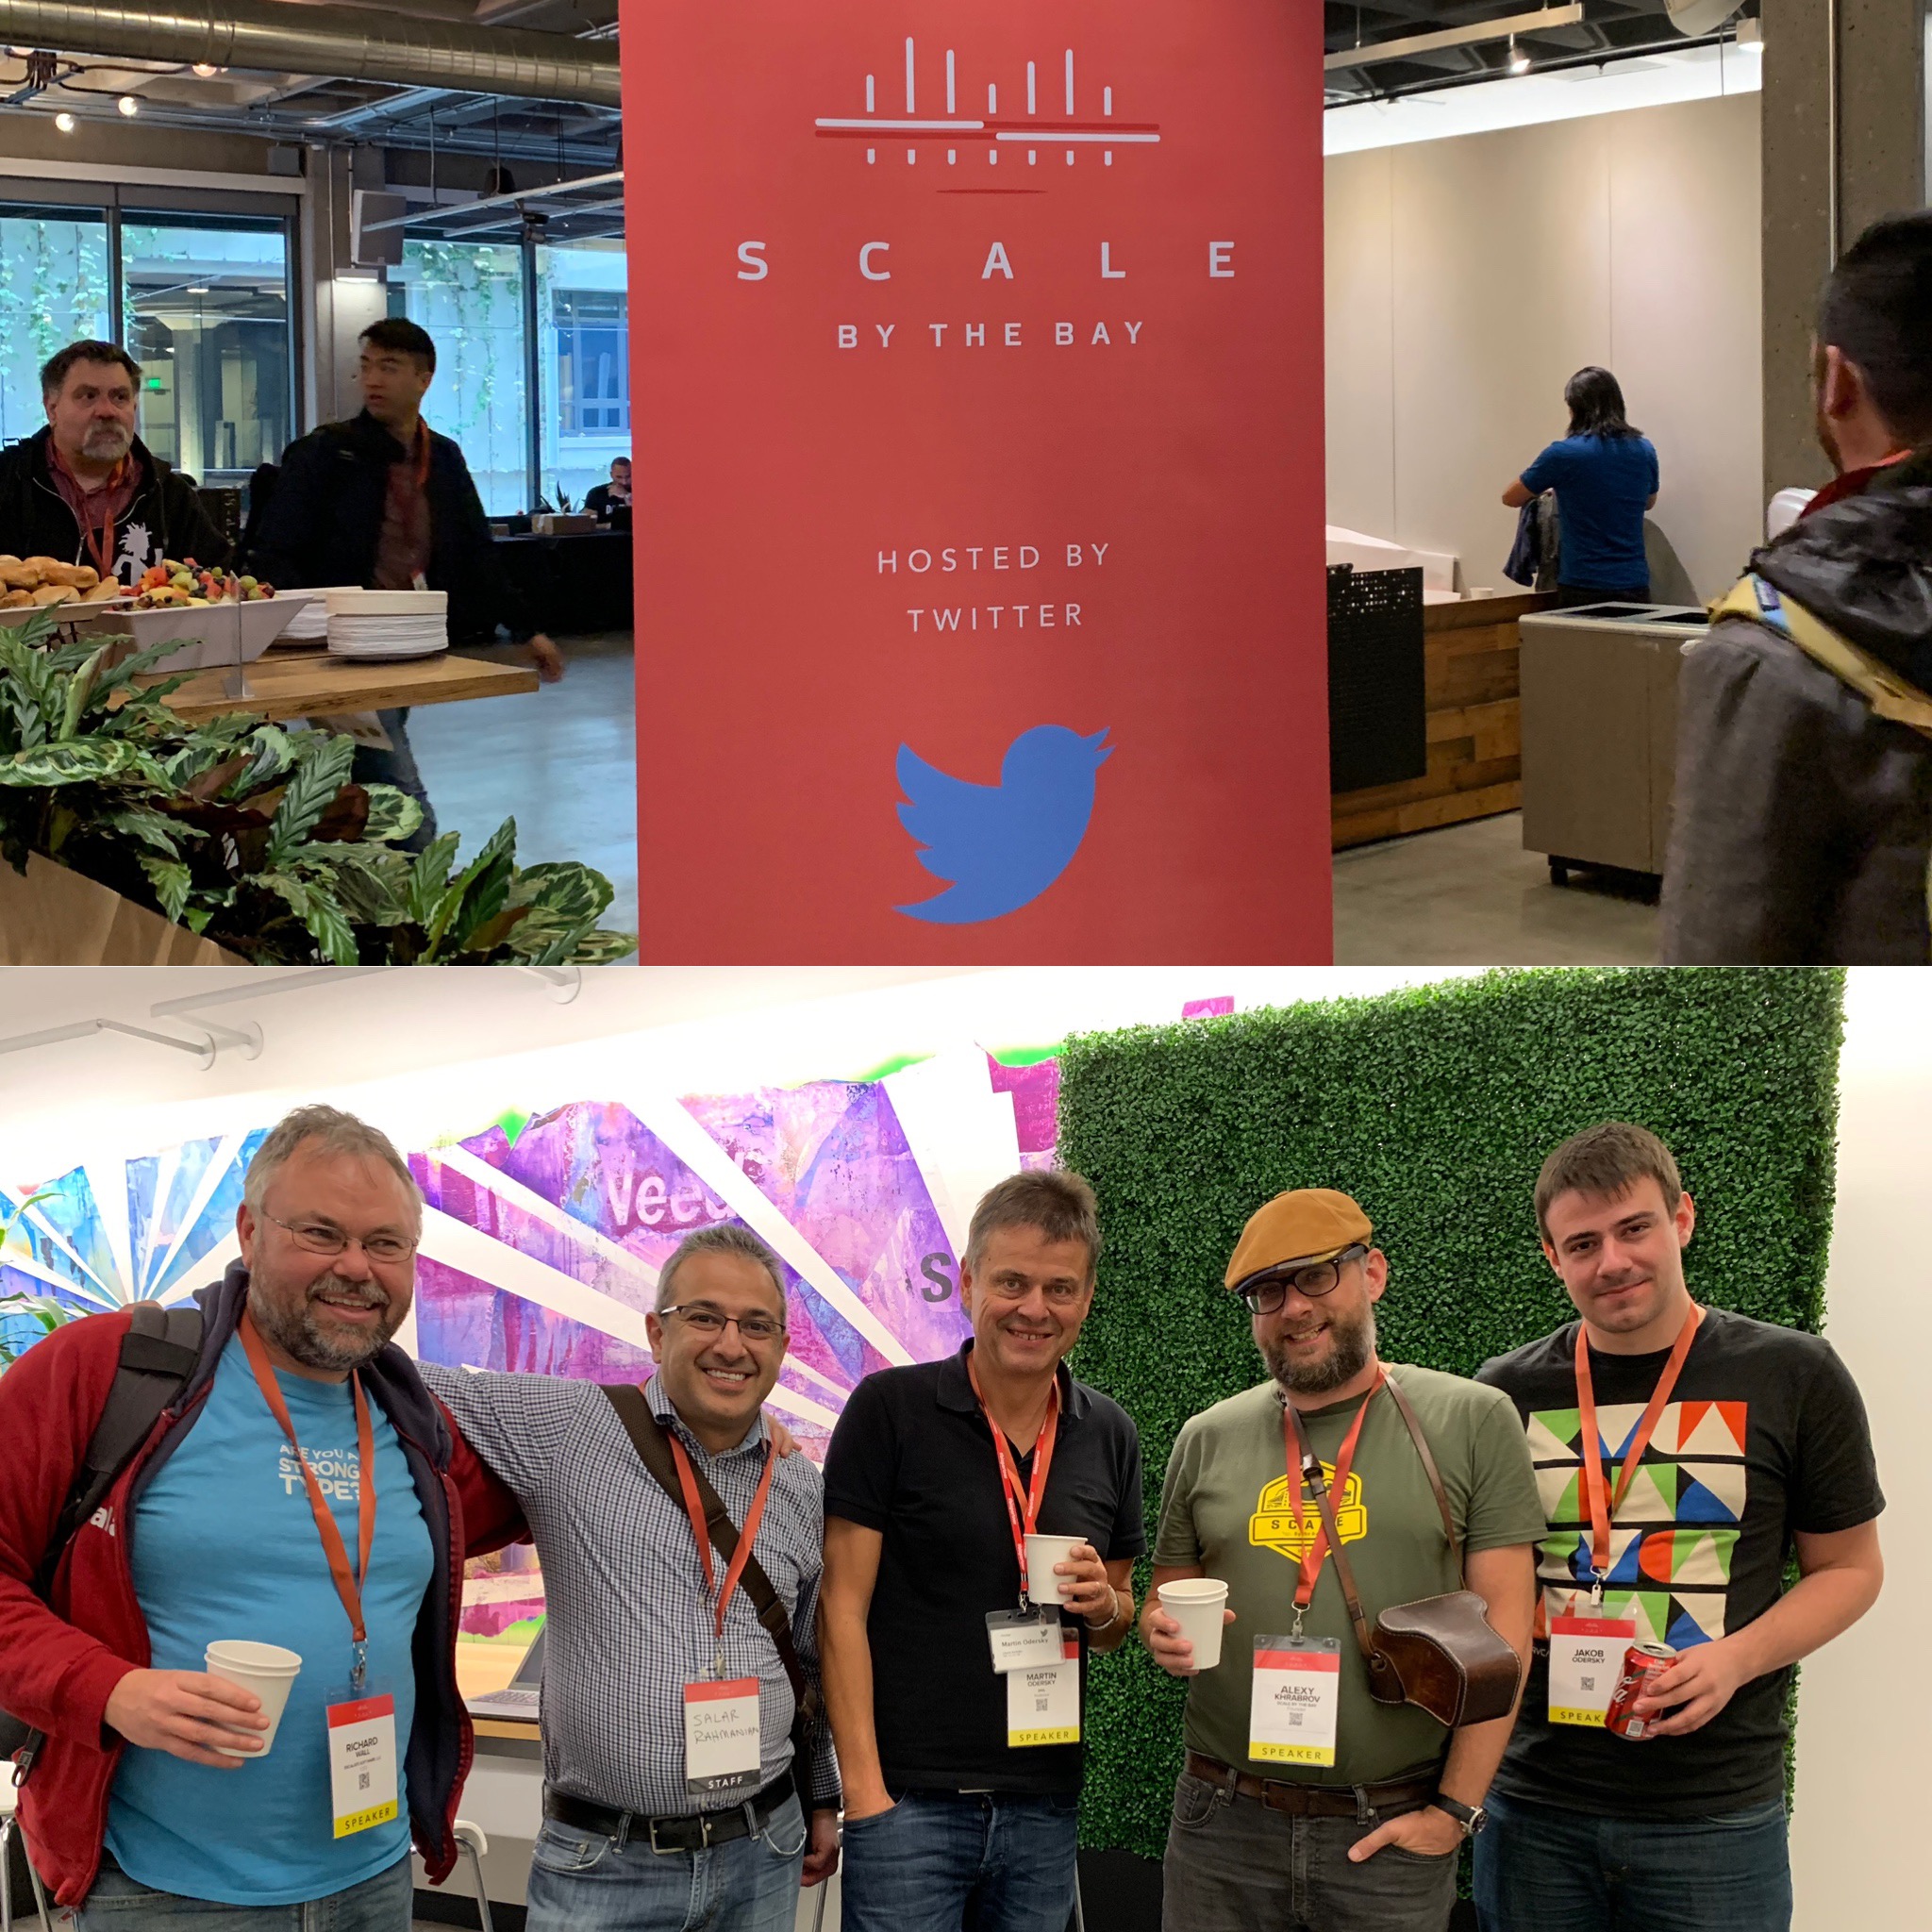 S C A L E
BY THE BAY
HOSTED BY
TWITTER
ARE YOU A
STRONG
TYPE?
RICHARD
WALL
SPEAKER
SALAR
RAHMANIAN
STAFF
Martin Odersky
MARTIN
ODERSKY
SPEAKER
SCALE
ALEXY
KHRABROV
SCALE BY THE BAY
SPEAKER
JAKOB
ODERSKY
SPEAK